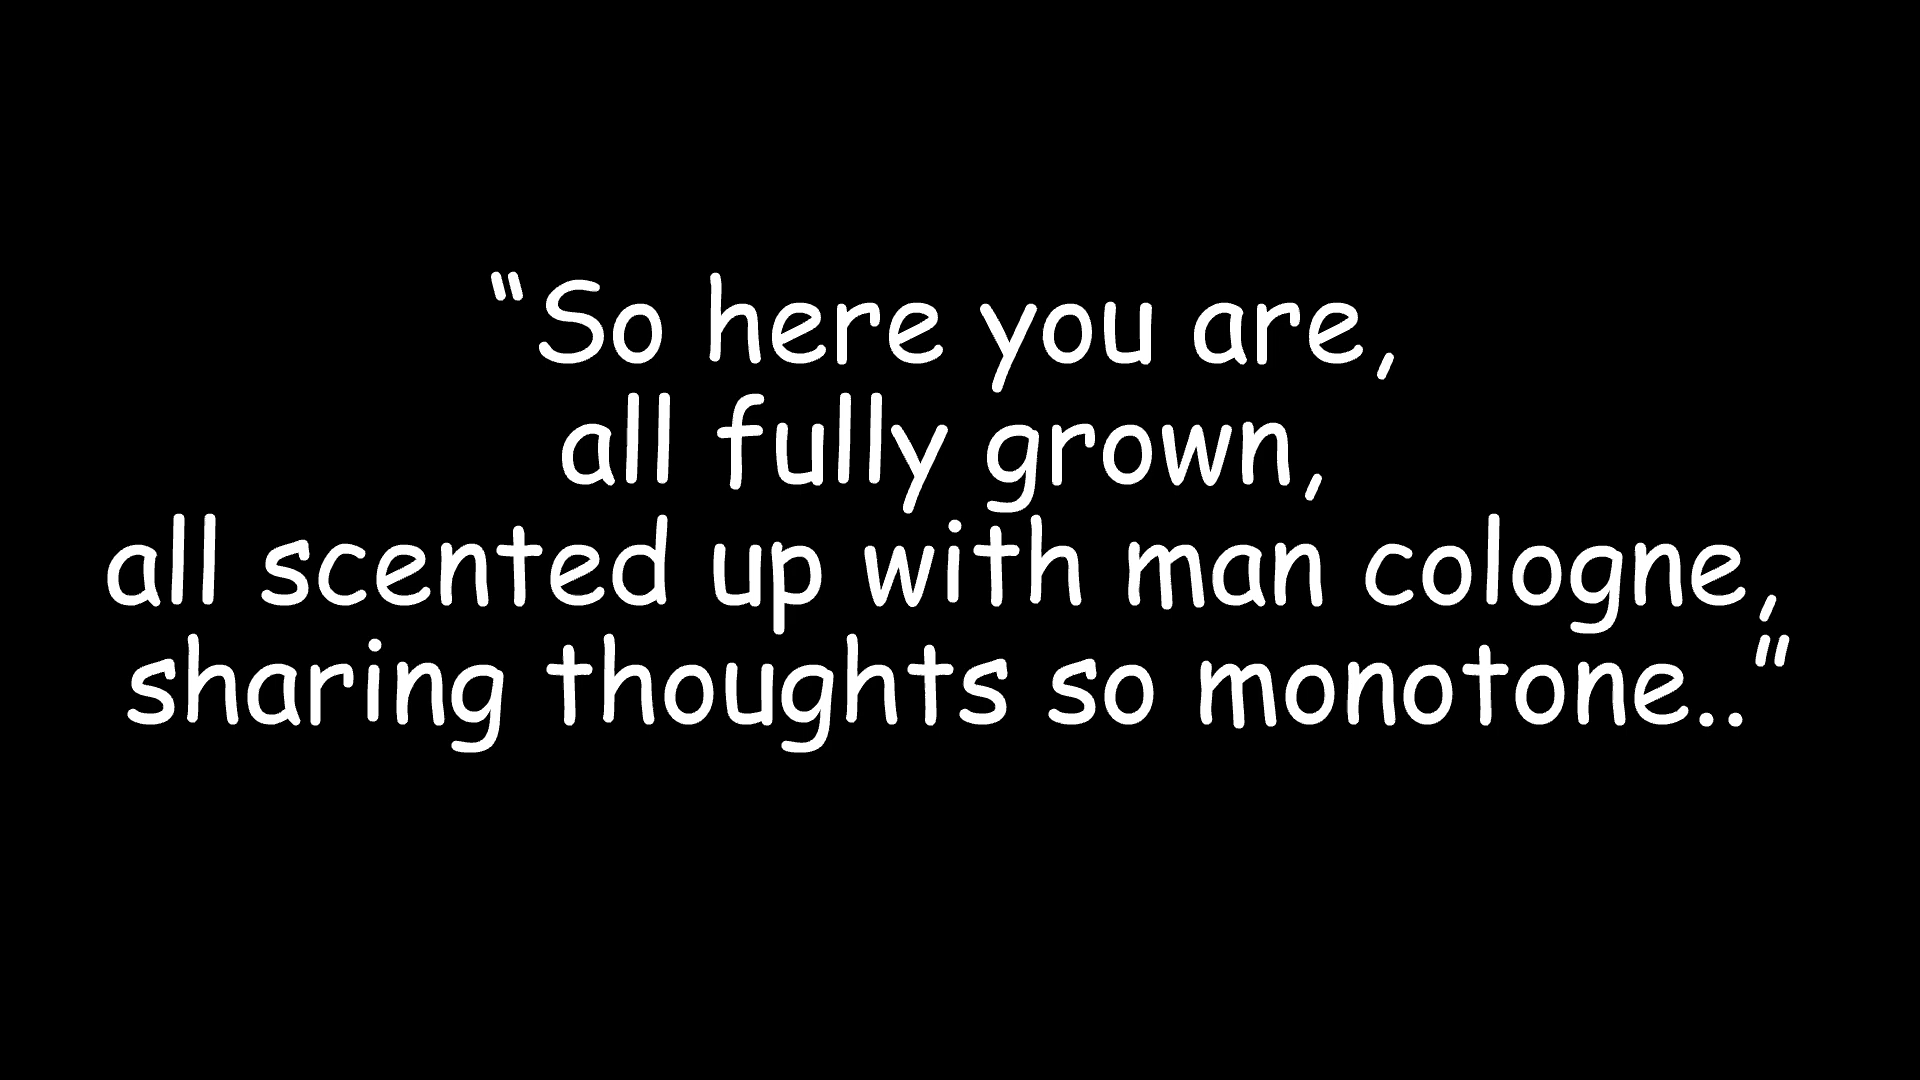 “So here you are,
all fully grown,
all scented up with man cologne,
sharing thoughts so monotone..”